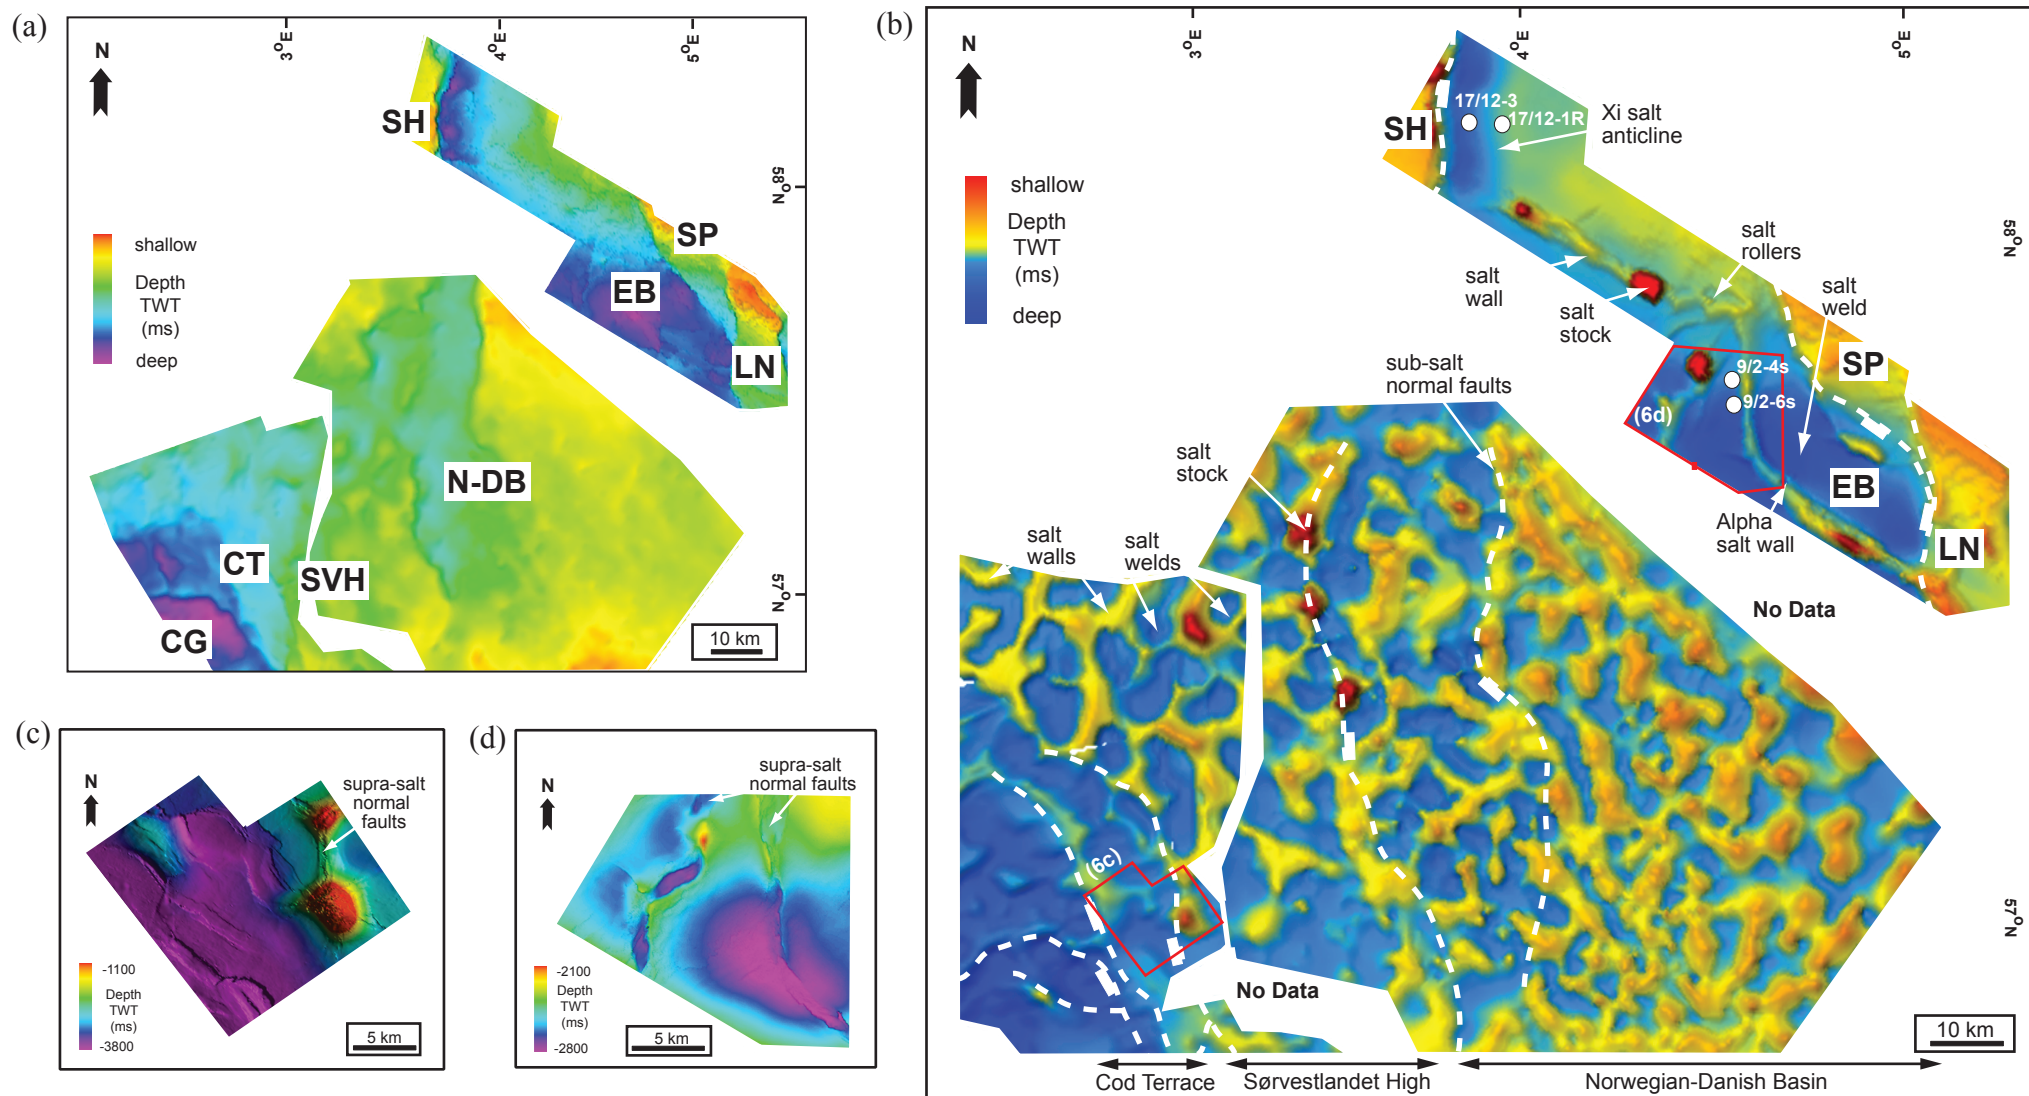 (a)
N
3°E
4°E
5°E
58°N
57°N
SH
SP
EB
LN
shallow
Depth
TWT
(ms)
deep
N-DB
CT
SVH
CG
10 km
(b)
N
3°E
4°E
5°E
58°N
57°N
17/12-3
17/12-1R
SH
Xi salt
anticline
shallow
Depth
TWT
(ms)
deep
salt
rollers
salt
wall
salt
stock
salt
weld
SP
9/2-4s
9/2-6s
(6d)
sub-salt
normal faults
salt
stock
EB
Alpha
salt wall
LN
salt
walls
salt
welds
No Data
(6c)
No Data
10 km
Cod Terrace
Sørvestlandet High
Norwegian-Danish Basin
(c)
N
supra-salt
normal
faults
-1100
Depth
TWT
(ms)
-3800
5 km
(d)
N
supra-salt
normal faults
-2100
Depth
TWT
(ms)
-2800
5 km